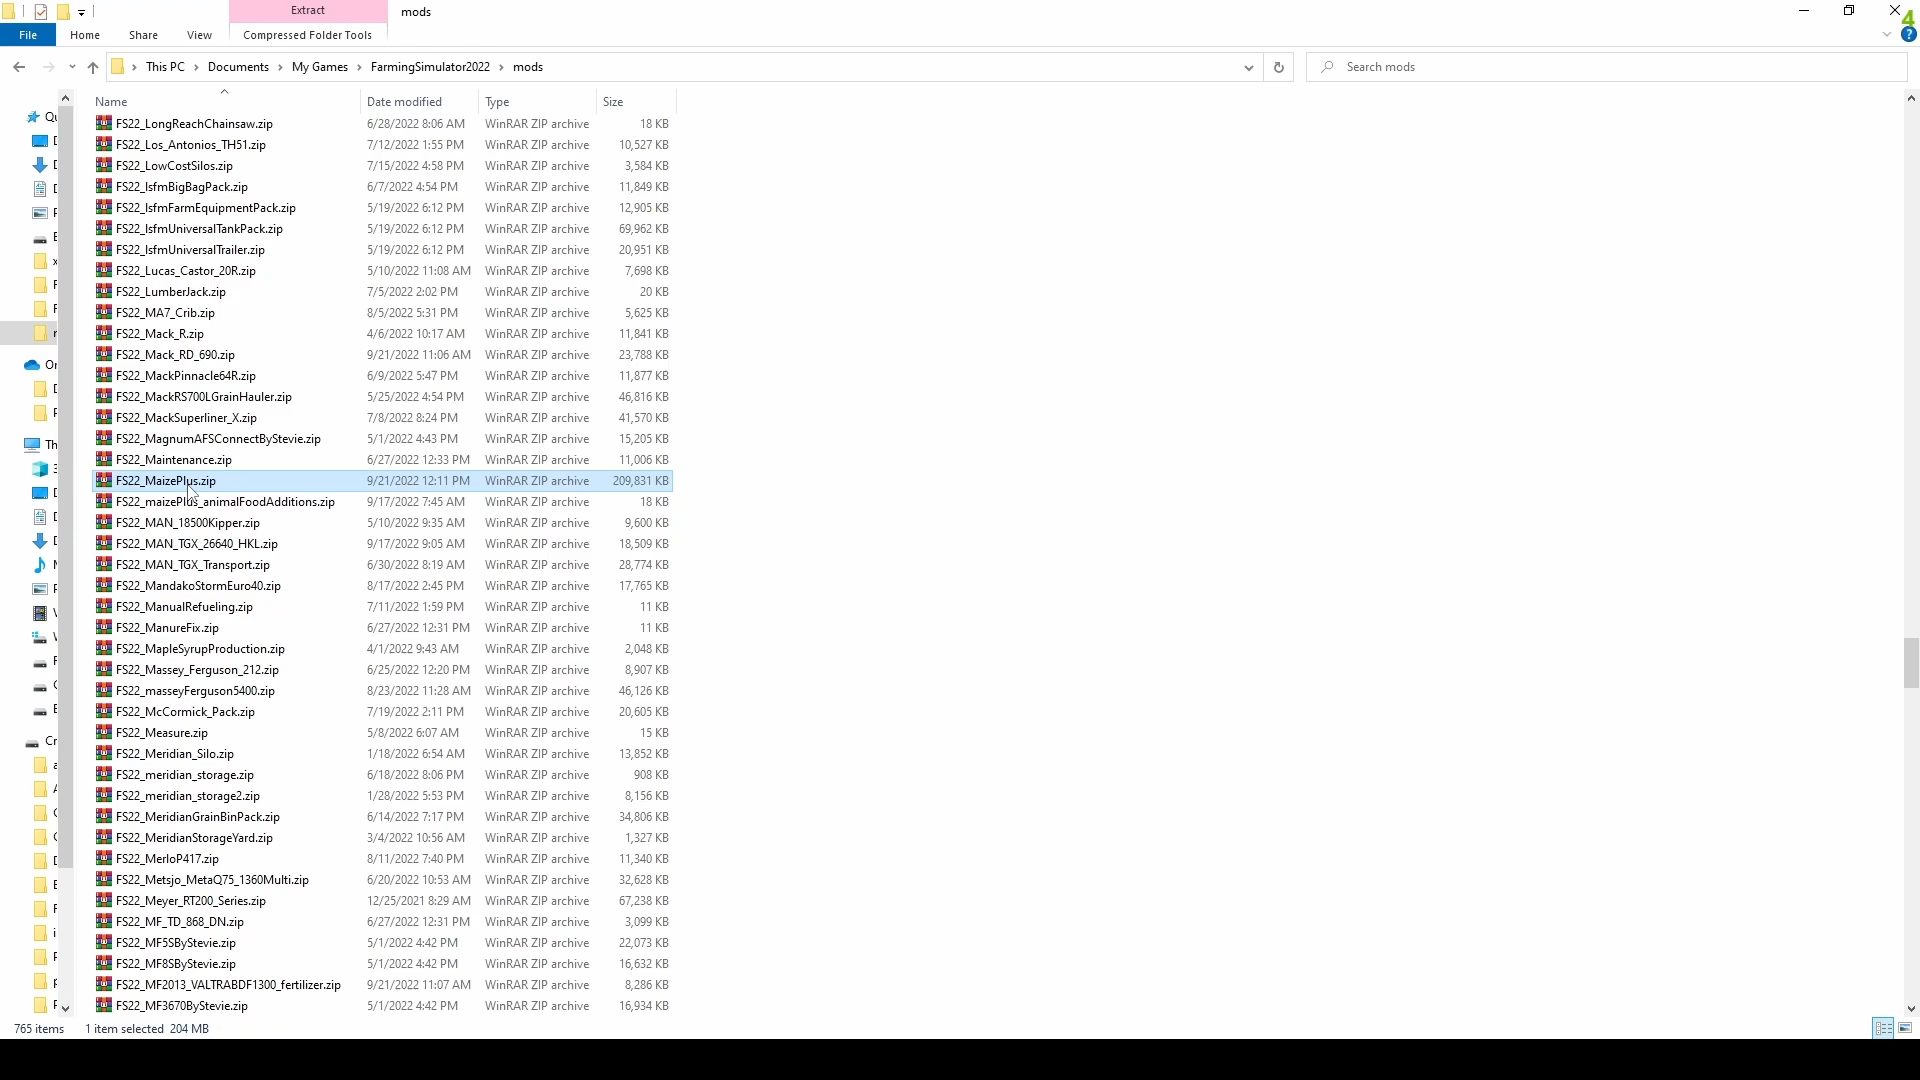 Extract
mods
4
File Home Share View Compressed Folder Tools
?
This PC Documents My Games FarmingSimulator2022 mods
Search mods
Name Date modified Type Size
FS22_LongReachChainsaw.zip 6/28/2022 8:06 AM WinRAR ZIP archive 18 KB
FS22_Los_Antonios_TH51.zip 7/12/2022 1:55 PM WinRAR ZIP archive 10,527 KB
FS22_LowCostSilos.zip 7/15/2022 4:58 PM WinRAR ZIP archive 3,584 KB
FS22_lsfmBigBagPack.zip 6/7/2022 4:54 PM WinRAR ZIP archive 11,849 KB
FS22_lsfmFarmEquipmentPack.zip 5/19/2022 6:12 PM WinRAR ZIP archive 12,905 KB
FS22_lsfmUniversalTankPack.zip 5/19/2022 6:12 PM WinRAR ZIP archive 69,962 KB
FS22_lsfmUniversalTrailer.zip 5/19/2022 6:12 PM WinRAR ZIP archive 20,951 KB
FS22_Lucas_Castor_20R.zip 5/10/2022 11:08 AM WinRAR ZIP archive 7,698 KB
FS22_LumberJack.zip 7/5/2022 2:02 PM WinRAR ZIP archive 20 KB
FS22_MA7_Crib.zip 8/5/2022 5:31 PM WinRAR ZIP archive 5,625 KB
FS22_Mack_R.zip 4/6/2022 10:17 AM WinRAR ZIP archive 11,841 KB
FS22_Mack_RD_690.zip 9/21/2022 11:06 AM WinRAR ZIP archive 23,788 KB
FS22_MackPinnacle64R.zip 6/9/2022 5:47 PM WinRAR ZIP archive 11,877 KB
FS22_MackRS700LGrainHauler.zip 5/25/2022 4:54 PM WinRAR ZIP archive 46,816 KB
FS22_MackSuperliner_X.zip 7/8/2022 8:24 PM WinRAR ZIP archive 41,570 KB
FS22_MagnumAFSConnectByStevie.zip 5/1/2022 4:43 PM WinRAR ZIP archive 15,205 KB
FS22_Maintenance.zip 6/27/2022 12:33 PM WinRAR ZIP archive 11,006 KB
FS22_MaizePlus.zip 9/21/2022 12:11 PM WinRAR ZIP archive 209,831 KB
FS22_maizePlus_animalFoodAdditions.zip 9/17/2022 7:45 AM WinRAR ZIP archive 18 KB
FS22_MAN_18500Kipper.zip 5/10/2022 9:35 AM WinRAR ZIP archive 9,600 KB
FS22_MAN_TGX_26640_HKL.zip 9/17/2022 9:05 AM WinRAR ZIP archive 18,509 KB
FS22_MAN_TGX_Transport.zip 6/30/2022 8:19 AM WinRAR ZIP archive 28,774 KB
FS22_MandakoStormEuro40.zip 8/17/2022 2:45 PM WinRAR ZIP archive 17,765 KB
FS22_ManualRefueling.zip 7/11/2022 1:59 PM WinRAR ZIP archive 11 KB
FS22_ManureFix.zip 6/27/2022 12:31 PM WinRAR ZIP archive 11 KB
FS22_MapleSyrupProduction.zip 4/1/2022 9:43 AM WinRAR ZIP archive 2,048 KB
FS22_Massey_Ferguson_212.zip 6/25/2022 12:20 PM WinRAR ZIP archive 8,907 KB
FS22_masseyFerguson5400.zip 8/23/2022 11:28 AM WinRAR ZIP archive 46,126 KB
FS22_McCormick_Pack.zip 7/19/2022 2:11 PM WinRAR ZIP archive 20,605 KB
FS22_Measure.zip 5/8/2022 6:07 AM WinRAR ZIP archive 15 KB
FS22_Meridian_Silo.zip 1/18/2022 6:54 AM WinRAR ZIP archive 13,852 KB
FS22_meridian_storage.zip 6/18/2022 8:06 PM WinRAR ZIP archive 908 KB
FS22_meridian_storage2.zip 1/28/2022 5:53 PM WinRAR ZIP archive 8,156 KB
FS22_MeridianGrainBinPack.zip 6/14/2022 7:17 PM WinRAR ZIP archive 34,806 KB
FS22_MeridianStorageYard.zip 3/4/2022 10:56 AM WinRAR ZIP archive 1,327 KB
FS22_MerloP417.zip 8/11/2022 7:40 PM WinRAR ZIP archive 11,340 KB
FS22_Metsjo_MetaQ75_1360Multi.zip 6/20/2022 10:53 AM WinRAR ZIP archive 32,628 KB
FS22_Meyer_RT200_Series.zip 12/25/2021 8:29 AM WinRAR ZIP archive 67,238 KB
FS22_MF_TD_868_DN.zip 6/27/2022 12:31 PM WinRAR ZIP archive 3,099 KB
FS22_MF5SByStevie.zip 5/1/2022 4:42 PM WinRAR ZIP archive 22,073 KB
FS22_MF8SByStevie.zip 5/1/2022 4:42 PM WinRAR ZIP archive 16,632 KB
FS22_MF2013_VALTRABDF1300_fertilizer.zip 9/21/2022 11:07 AM WinRAR ZIP archive 8,286 KB
FS22_MF3670ByStevie.zip 5/1/2022 4:42 PM WinRAR ZIP archive 16,934 KB
765 items 1 item selected 204 MB